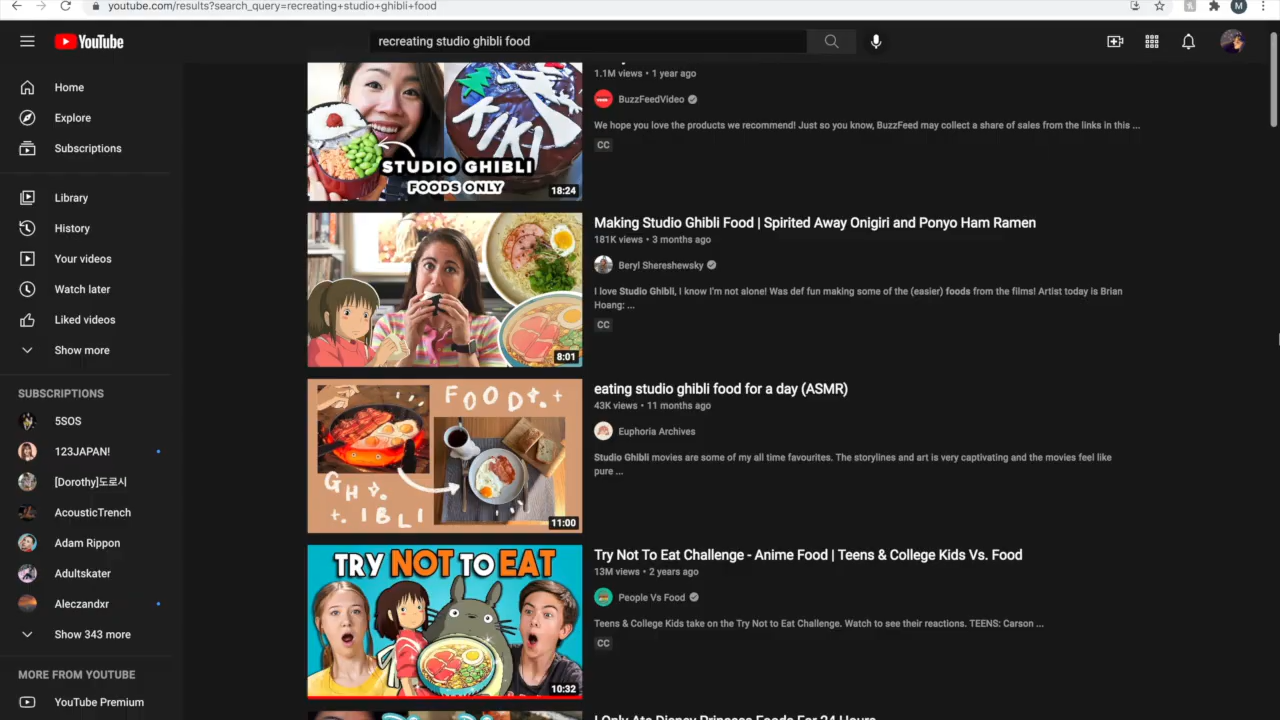 youtube.com/results?search_query=recreating+studio+ghibli+food
M
YouTube
recreating studio ghibli food
Home
Explore
Subscriptions
Library
History
Your videos
Watch later
Liked videos
Show more
SUBSCRIPTIONS
5SOS
123JAPAN!
[Dorothy]도로시
AcousticTrench
Adam Rippon
Adultskater
Aleczandxr
Show 343 more
MORE FROM YOUTUBE
YouTube Premium
KIKI
STUDIO GHIBLI
FOODS ONLY
18:24
1.1M views • 1 year ago
BuzzFeedVideo
We hope you love the products we recommend! Just so you know, BuzzFeed may collect a share of sales from the links in this ...
CC
8:01
Making Studio Ghibli Food | Spirited Away Onigiri and Ponyo Ham Ramen
181K views • 3 months ago
Beryl Shereshewsky
I love Studio Ghibli, I know I'm not alone! Was def fun making some of the (easier) foods from the films! Artist today is Brian
Hoang: ...
CC
FOOD
GH
IBLI
11:00
eating studio ghibli food for a day (ASMR)
43K views • 11 months ago
Euphoria Archives
Studio Ghibli movies are some of my all time favourites. The storylines and art is very captivating and the movies feel like
pure ...
TRY NOT TO EAT
10:32
Try Not To Eat Challenge - Anime Food | Teens & College Kids Vs. Food
13M views • 2 years ago
People Vs Food
Teens & College Kids take on the Try Not to Eat Challenge. Watch to see their reactions. TEENS: Carson ...
CC
I Only Ate Disney Princess Foods For 24 Hours